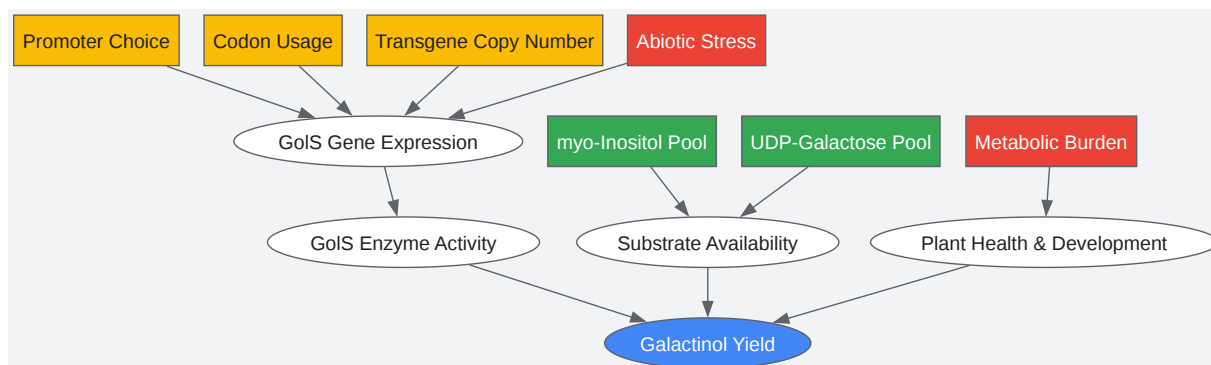 Promoter Choice
Codon Usage
Transgene Copy Number
Abiotic Stress
GolS Gene Expression
myo-Inositol Pool
UDP-Galactose Pool
Metabolic Burden
GolS Enzyme Activity
Substrate Availability
Plant Health & Development
Galactinol Yield